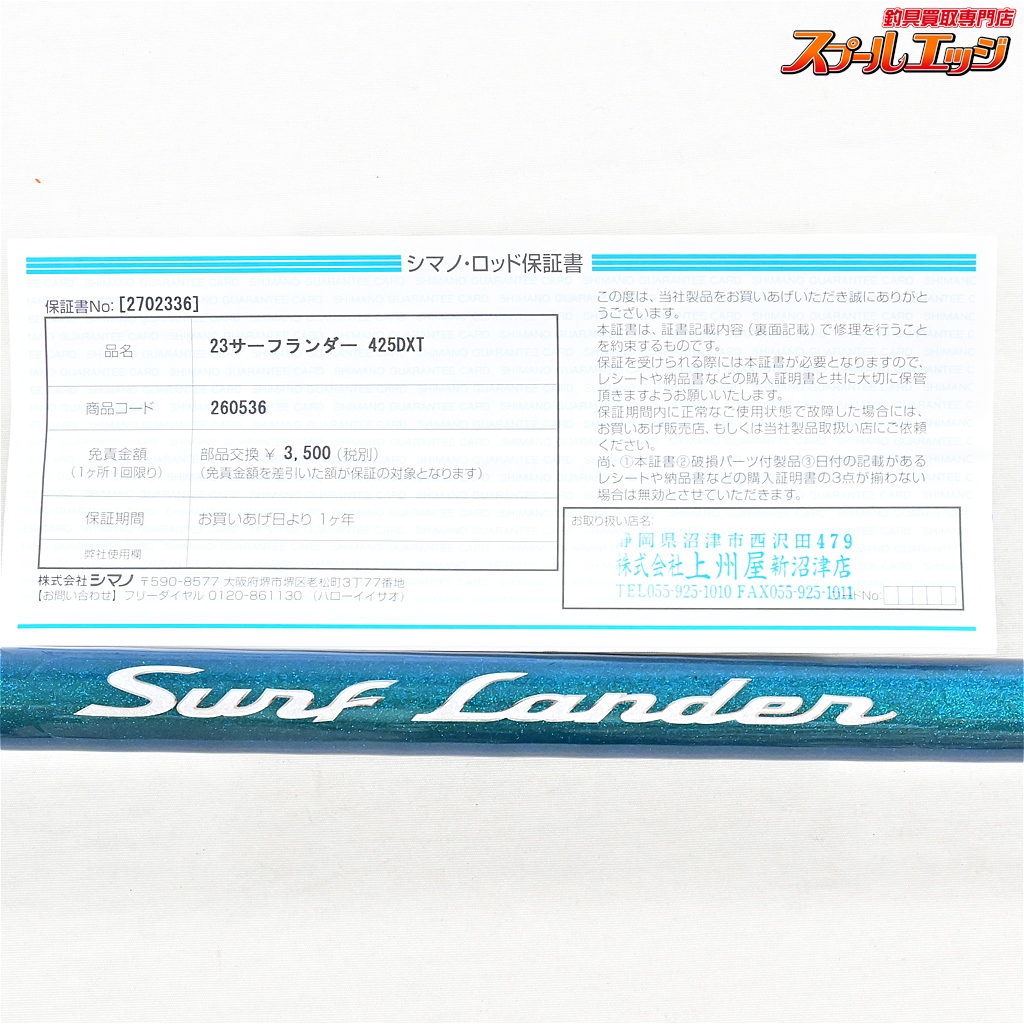 釣具買取専門店
スプールエッジ
シマノ・ロッド保証書
保証書No: [2702336]
品名 23サーフランダー 425DXT
商品コード 260536
免責金額 部品交換 ¥ 3,500 (税別)
(1ヶ所1回限り) (免責金額を差引いた額が保証の対象となります)
保証期間 お買いあげ日より 1ヶ年
弊社使用欄
株式会社シマノ 〒590-8577 大阪府堺市堺区老松町3丁77番地
【お問い合わせ】フリーダイヤル 0120-861130 (ハローイイサオ)
この度は、当社製品をお買いあげいただき誠にありがと
うございます。
本証書は、証書記載内容(裏面記載)で修理を行うこと
を約束するものです。
保証を受けられる際には本証書が必要となりますので、
レシートや納品書などの購入証明書と共に大切に保管
頂きますようお願いいたします。
保証期間内に正常なご使用状態で故障した場合には、
お買いあげ販売店、もしくは当社製品取扱い店にご依頼
ください。
尚、①本証書②破損パーツ付製品③日付の記載がある
レシートや納品書などの購入証明書の3点が揃わない
場合は無効とさせていただきます。
お取り扱い店名:
静岡県沼津市西沢田479
株式会社上州屋新沼津店
TEL055-925-1010 FAX055-925-1011
コードNo:
Surf Lander